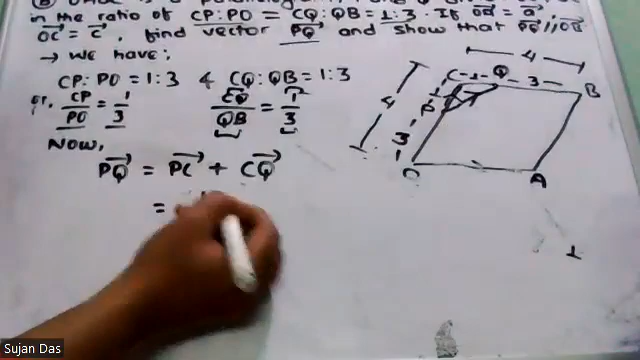 in the ratio of CP:PO = CQ:QB = 1:3. If OA = a,
OC = c, find vector PQ and show that PQ // OB
→ We have;
CP:PO = 1:3 & CQ:QB = 1:3
or, CP/PO = 1/3 CQ/QB = 1/3
Now,
PQ = PC + CQ
=
4
C 1 Q 3 B
4
1
P
3
O A
1
Sujan Das